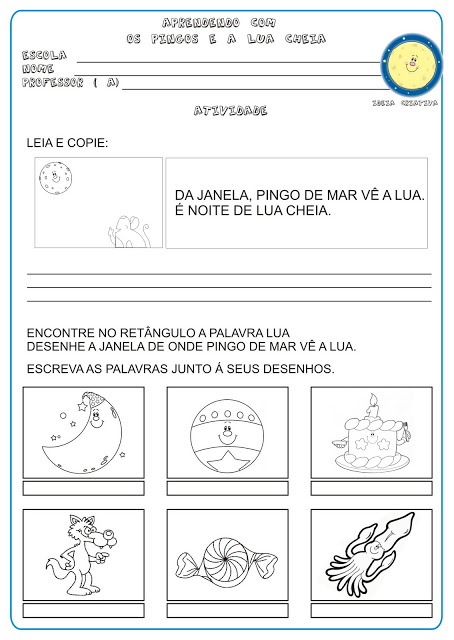 APRENDENDO COM
OS PINGOS E A LUA CHEIA
ESCOLA
NOME
PROFESSOR ( A)
IDEIA CRIATIVA
ATIVIDADE
LEIA E COPIE:
DA JANELA, PINGO DE MAR VÊ A LUA.
É NOITE DE LUA CHEIA.
ENCONTRE NO RETÂNGULO A PALAVRA LUA
DESENHE A JANELA DE ONDE PINGO DE MAR VÊ A LUA.
ESCREVA AS PALAVRAS JUNTO Á SEUS DESENHOS.